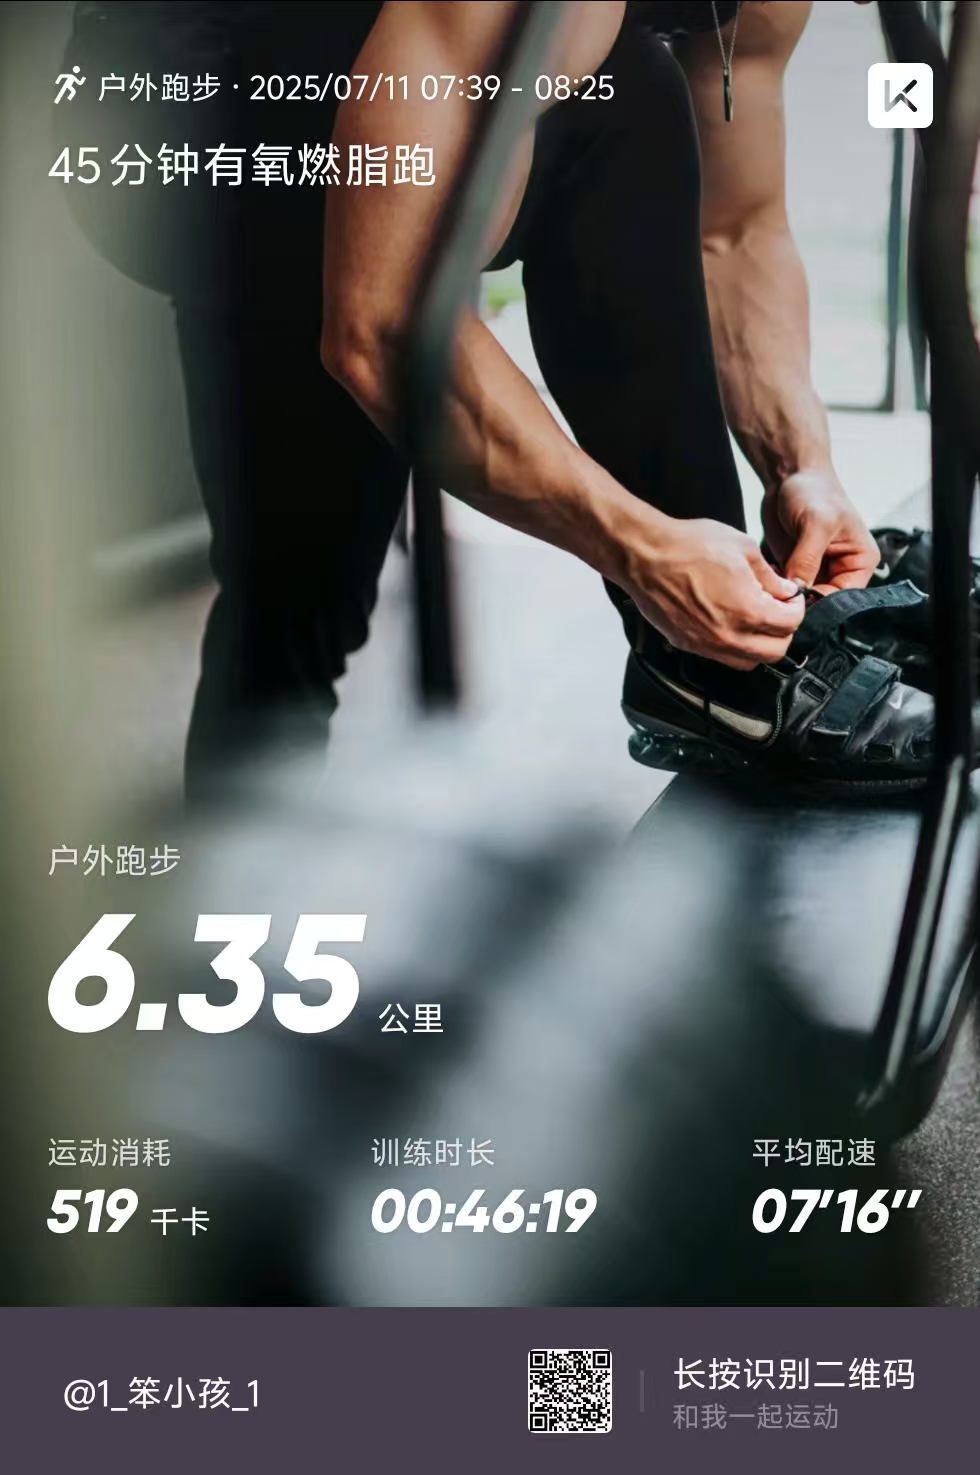 户外跑步 · 2025/07/11 07:39 - 08:25
45分钟有氧燃脂跑
户外跑步
6.35 公里
运动消耗 训练时长 平均配速
519 千卡 00:46:19 07'16"
@1_笨小孩_1
长按识别二维码
和我一起运动